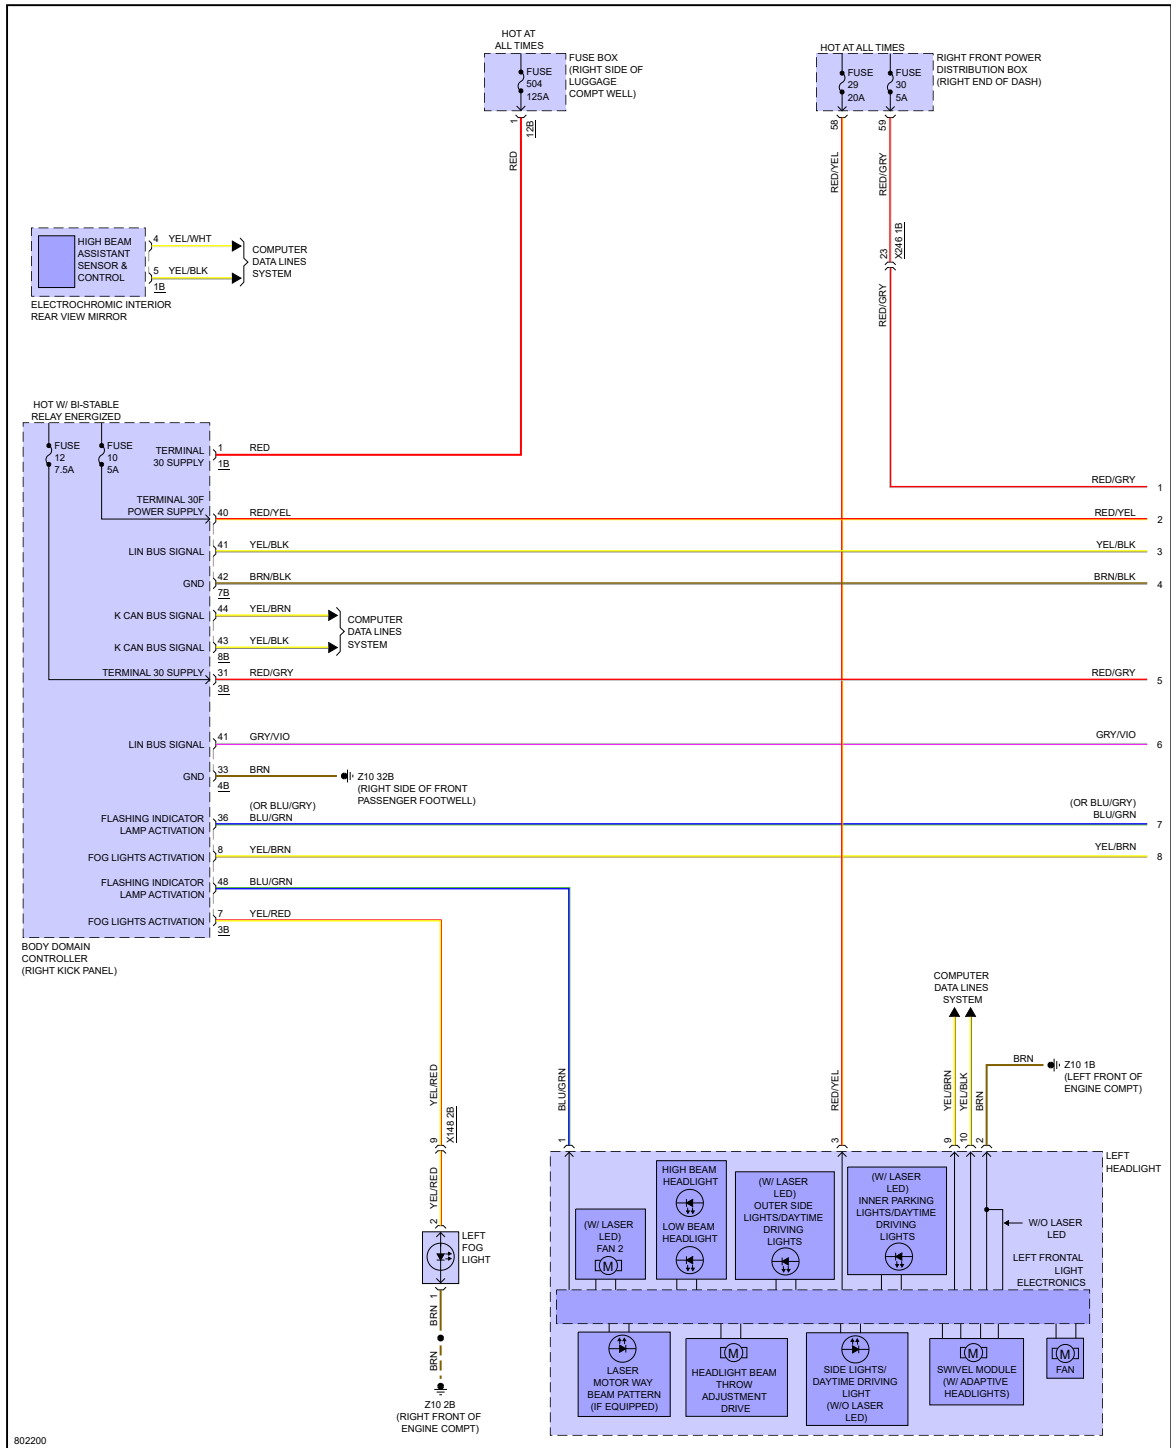 HOT AT
ALL TIMES
FUSE
504
125A
FUSE BOX
(RIGHT SIDE OF
LUGGAGE
COMPT WELL)
1
12B
RED
HOT AT ALL TIMES
FUSE
29
20A
FUSE
30
5A
RIGHT FRONT POWER
DISTRIBUTION BOX
(RIGHT END OF DASH)
58
59
RED/YEL
RED/GRY
23
X246 1B
RED/GRY
HIGH BEAM
ASSISTANT
SENSOR &
CONTROL
4 YEL/WHT
5 YEL/BLK
1B
COMPUTER
DATA LINES
SYSTEM
ELECTROCHROMIC INTERIOR
REAR VIEW MIRROR
HOT W/ BI-STABLE
RELAY ENERGIZED
FUSE
12
7.5A
FUSE
10
5A
TERMINAL
30 SUPPLY
1 RED
1B
RED/GRY 1
TERMINAL 30F
POWER SUPPLY
40 RED/YEL
RED/YEL 2
LIN BUS SIGNAL
41 YEL/BLK
YEL/BLK 3
GND
42 BRN/BLK
7B
BRN/BLK 4
K CAN BUS SIGNAL
44 YEL/BRN
K CAN BUS SIGNAL
43 YEL/BLK
8B
COMPUTER
DATA LINES
SYSTEM
TERMINAL 30 SUPPLY
31 RED/GRY
3B
RED/GRY 5
LIN BUS SIGNAL
41 GRY/VIO
GRY/VIO 6
GND
33 BRN
4B
Z10 32B
(RIGHT SIDE OF FRONT
PASSENGER FOOTWELL)
FLASHING INDICATOR
LAMP ACTIVATION
36
(OR BLU/GRY)
BLU/GRN
(OR BLU/GRY)
BLU/GRN
7
FOG LIGHTS ACTIVATION
8 YEL/BRN
YEL/BRN 8
FLASHING INDICATOR
LAMP ACTIVATION
48 BLU/GRN
FOG LIGHTS ACTIVATION
7 YEL/RED
3B
BODY DOMAIN
CONTROLLER
(RIGHT KICK PANEL)
COMPUTER
DATA LINES
SYSTEM
YEL/RED
9
X148 2B
YEL/RED
2
LEFT
FOG
LIGHT
1
BRN
BRN
Z10 2B
(RIGHT FRONT OF
ENGINE COMPT)
BLU/GRN
1
RED/YEL
3
YEL/BRN
9
YEL/BLK
10
BRN
2
BRN
Z10 1B
(LEFT FRONT OF
ENGINE COMPT)
LEFT
HEADLIGHT
(W/ LASER
LED)
FAN 2
M
HIGH BEAM
HEADLIGHT
LOW BEAM
HEADLIGHT
(W/ LASER
LED)
OUTER SIDE
LIGHTS/DAYTIME
DRIVING
LIGHTS
(W/ LASER
LED)
INNER PARKING
LIGHTS/DAYTIME
DRIVING
LIGHTS
W/O LASER
LED
LEFT FRONTAL
LIGHT
ELECTRONICS
LASER
MOTOR WAY
BEAM PATTERN
(IF EQUIPPED)
M
HEADLIGHT BEAM
THROW
ADJUSTMENT
DRIVE
SIDE LIGHTS/
DAYTIME DRIVING
LIGHT
(W/O LASER
LED)
M
SWIVEL MODULE
(W/ ADAPTIVE
HEADLIGHTS)
M
FAN
802200